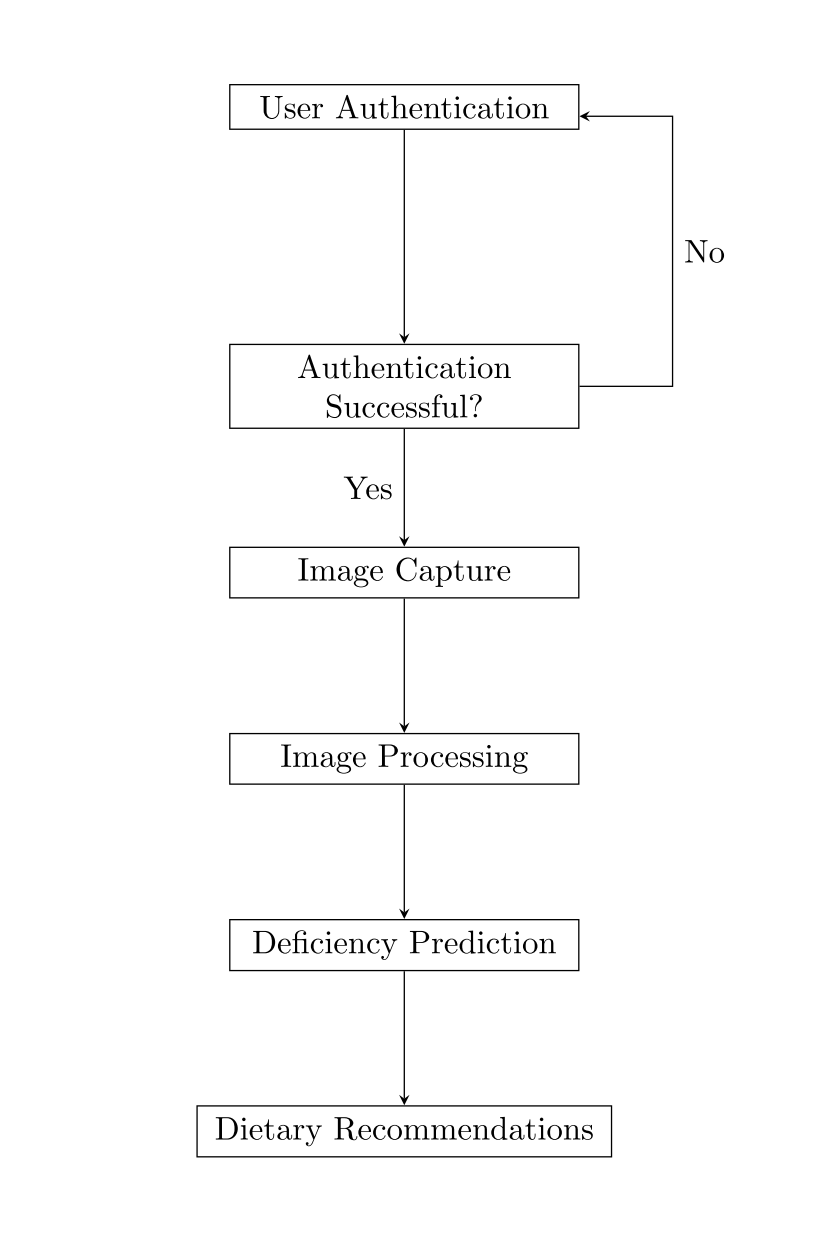 User Authentication
No
Authentication
Successful?
Yes
Image Capture
Image Processing
Deficiency Prediction
Dietary Recommendations